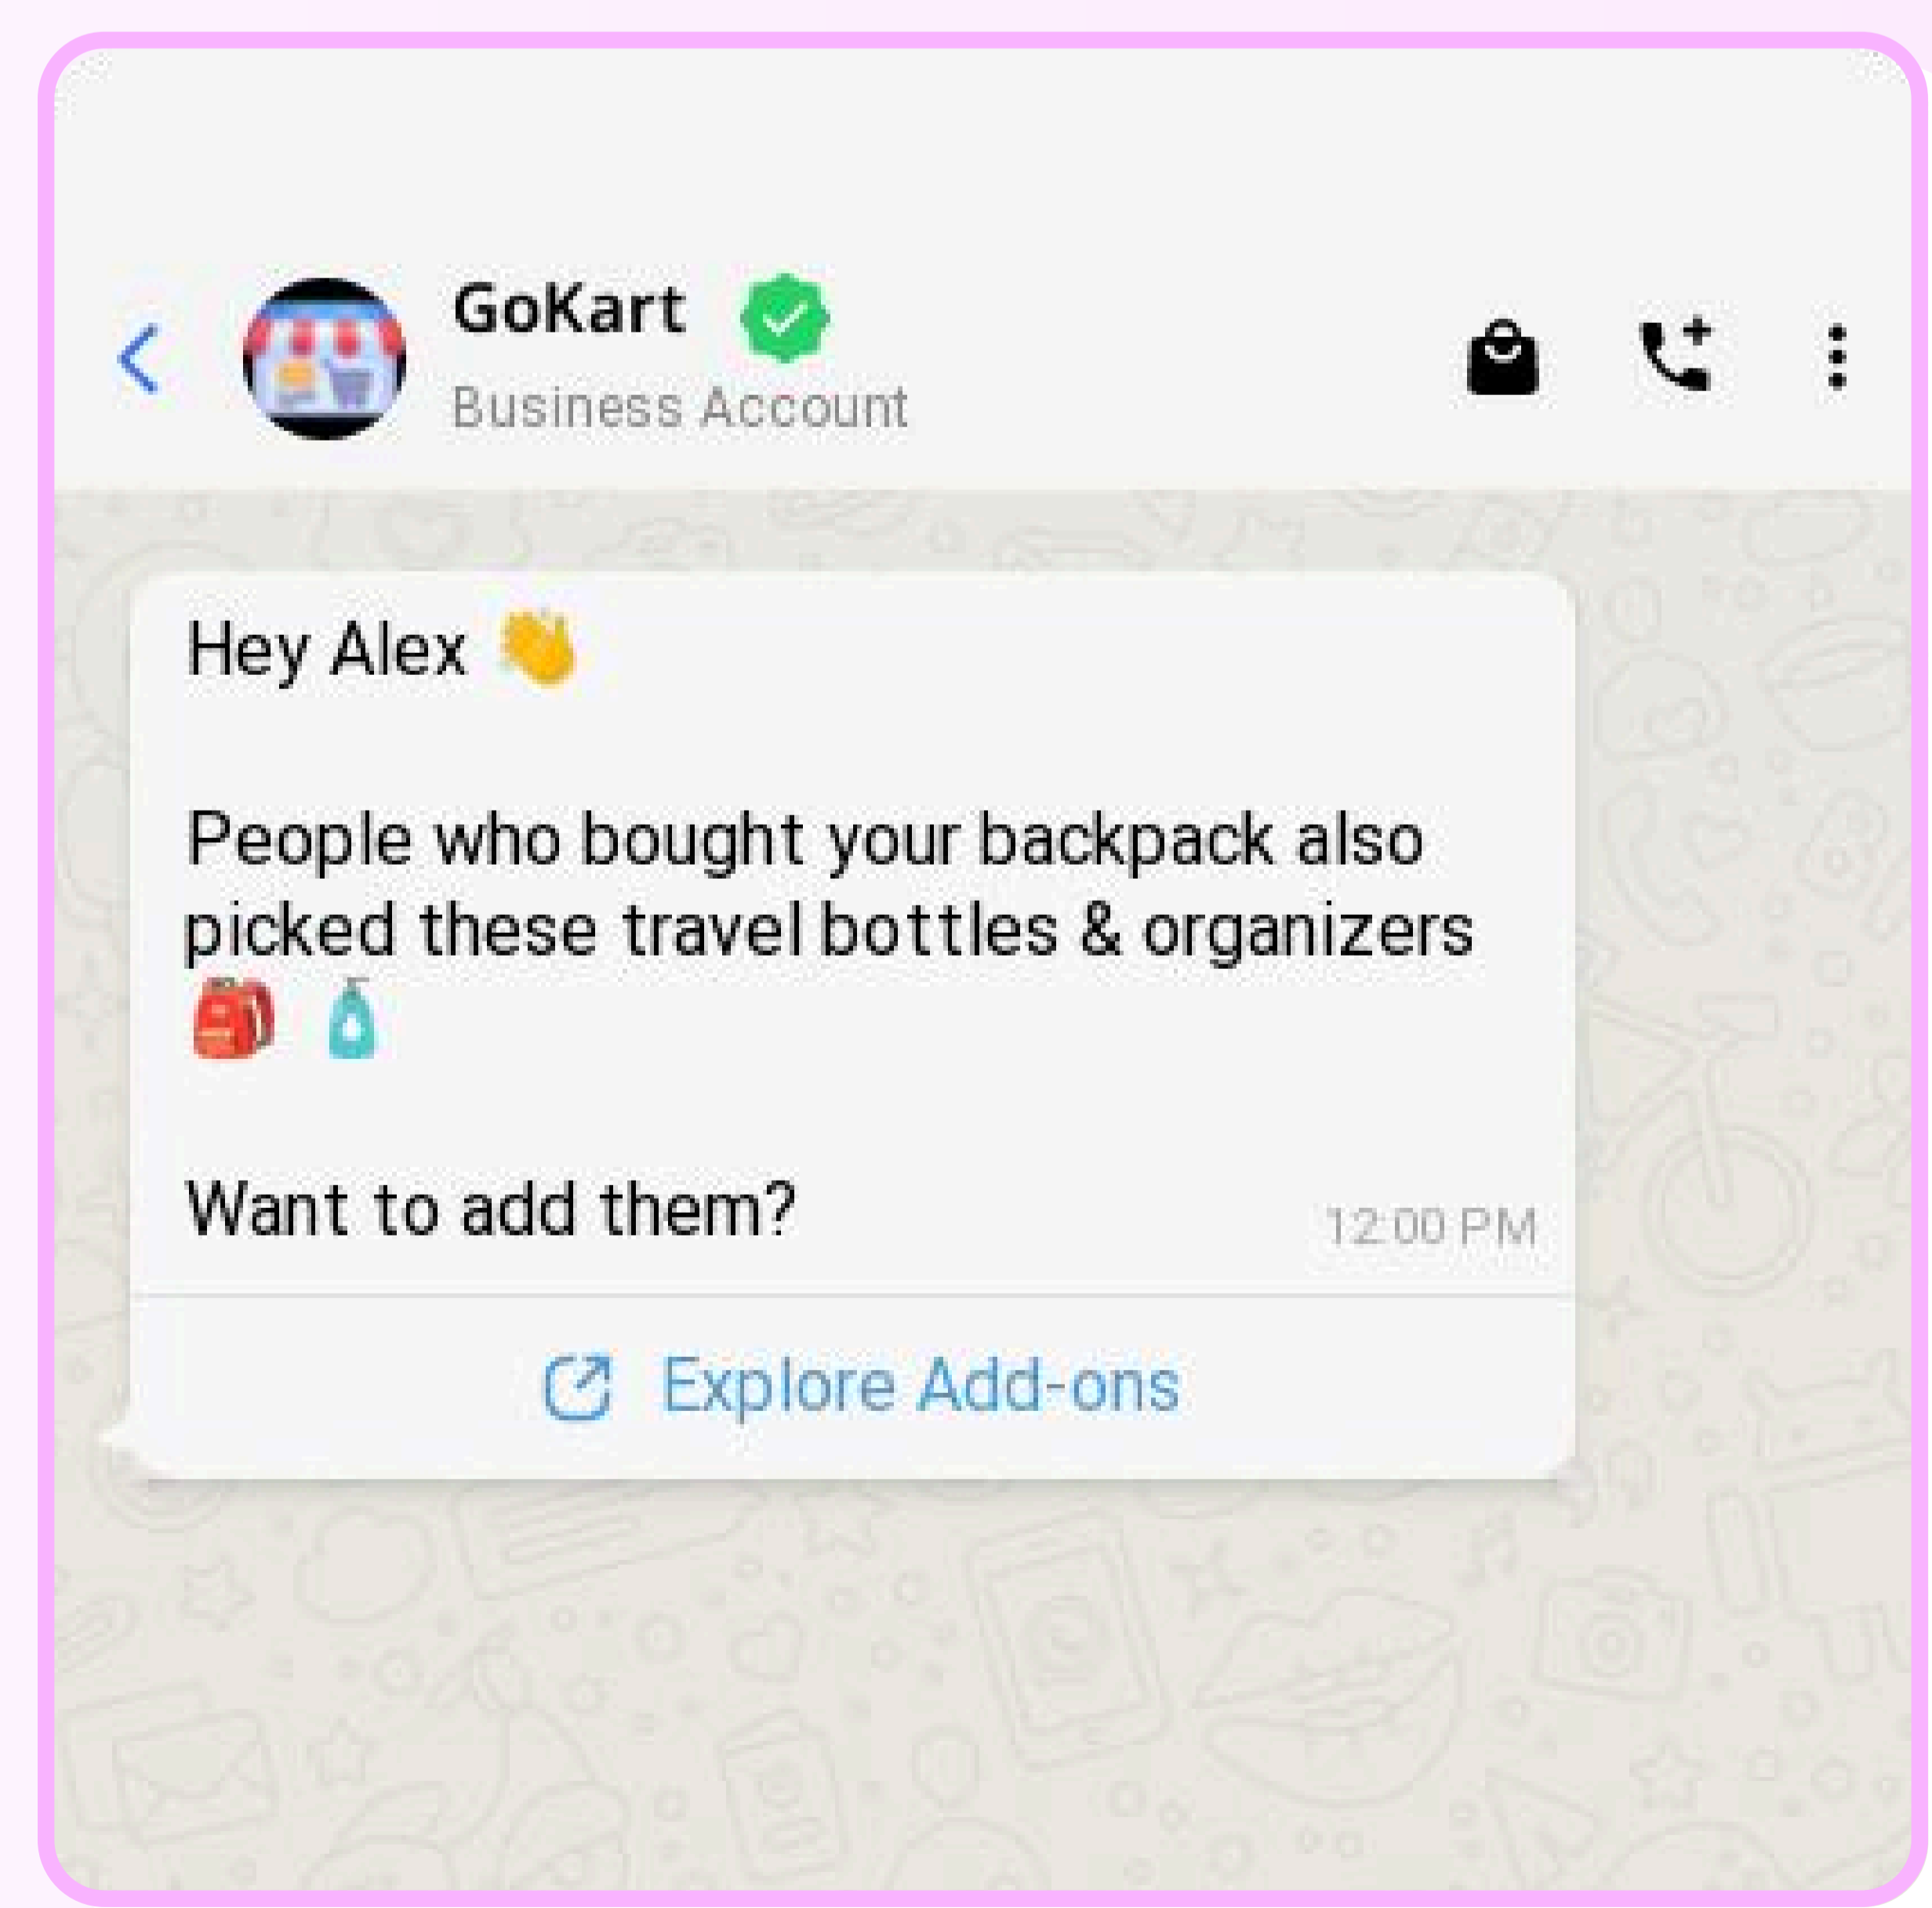 GoKart
Business Account
Hey Alex 👋
People who bought your backpack also
picked these travel bottles & organizers
🎒 🧴
Want to add them?
12:00 PM
Explore Add-ons